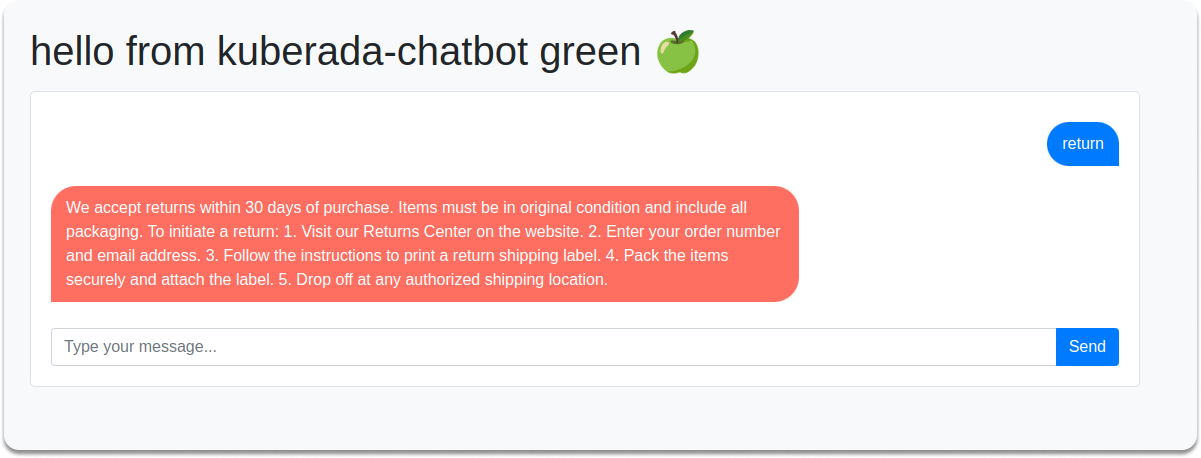 hello from kuberada-chatbot green 🍏
return
We accept returns within 30 days of purchase. Items must be in original condition and include all
packaging. To initiate a return: 1. Visit our Returns Center on the website. 2. Enter your order number
and email address. 3. Follow the instructions to print a return shipping label. 4. Pack the items
securely and attach the label. 5. Drop off at any authorized shipping location.
Type your message...
Send